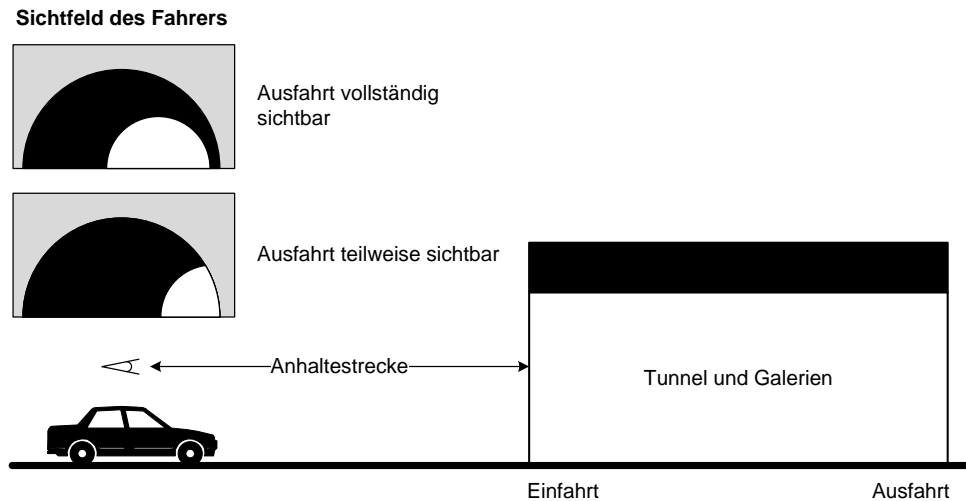 Sichtfeld des Fahrers
Ausfahrt vollständig
sichtbar
Ausfahrt teilweise sichtbar
Anhaltestrecke
Tunnel und Galerien
Einfahrt
Ausfahrt